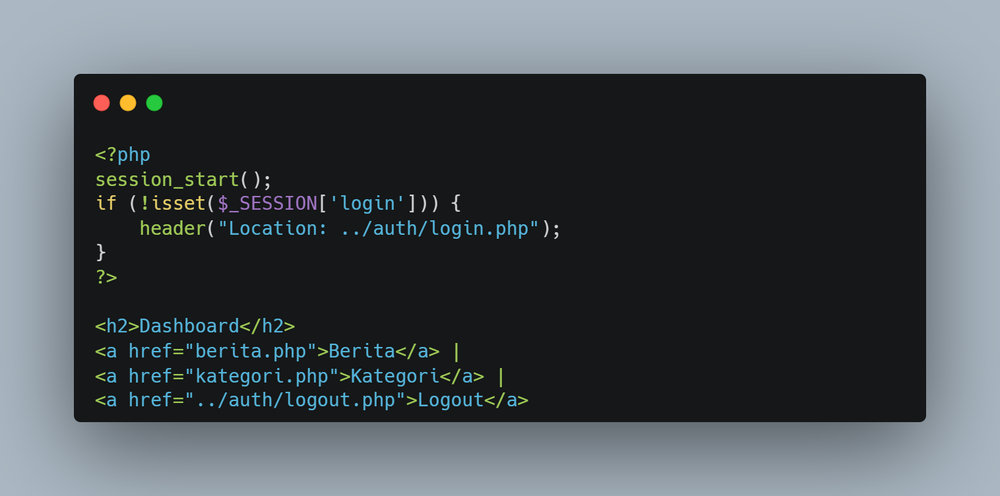 <?php
session_start();
if (!isset($_SESSION['login'])) {
    header("Location: ../auth/login.php");
}
?>

<h2>Dashboard</h2>
<a href="berita.php">Berita</a> |
<a href="kategori.php">Kategori</a> |
<a href="../auth/logout.php">Logout</a>